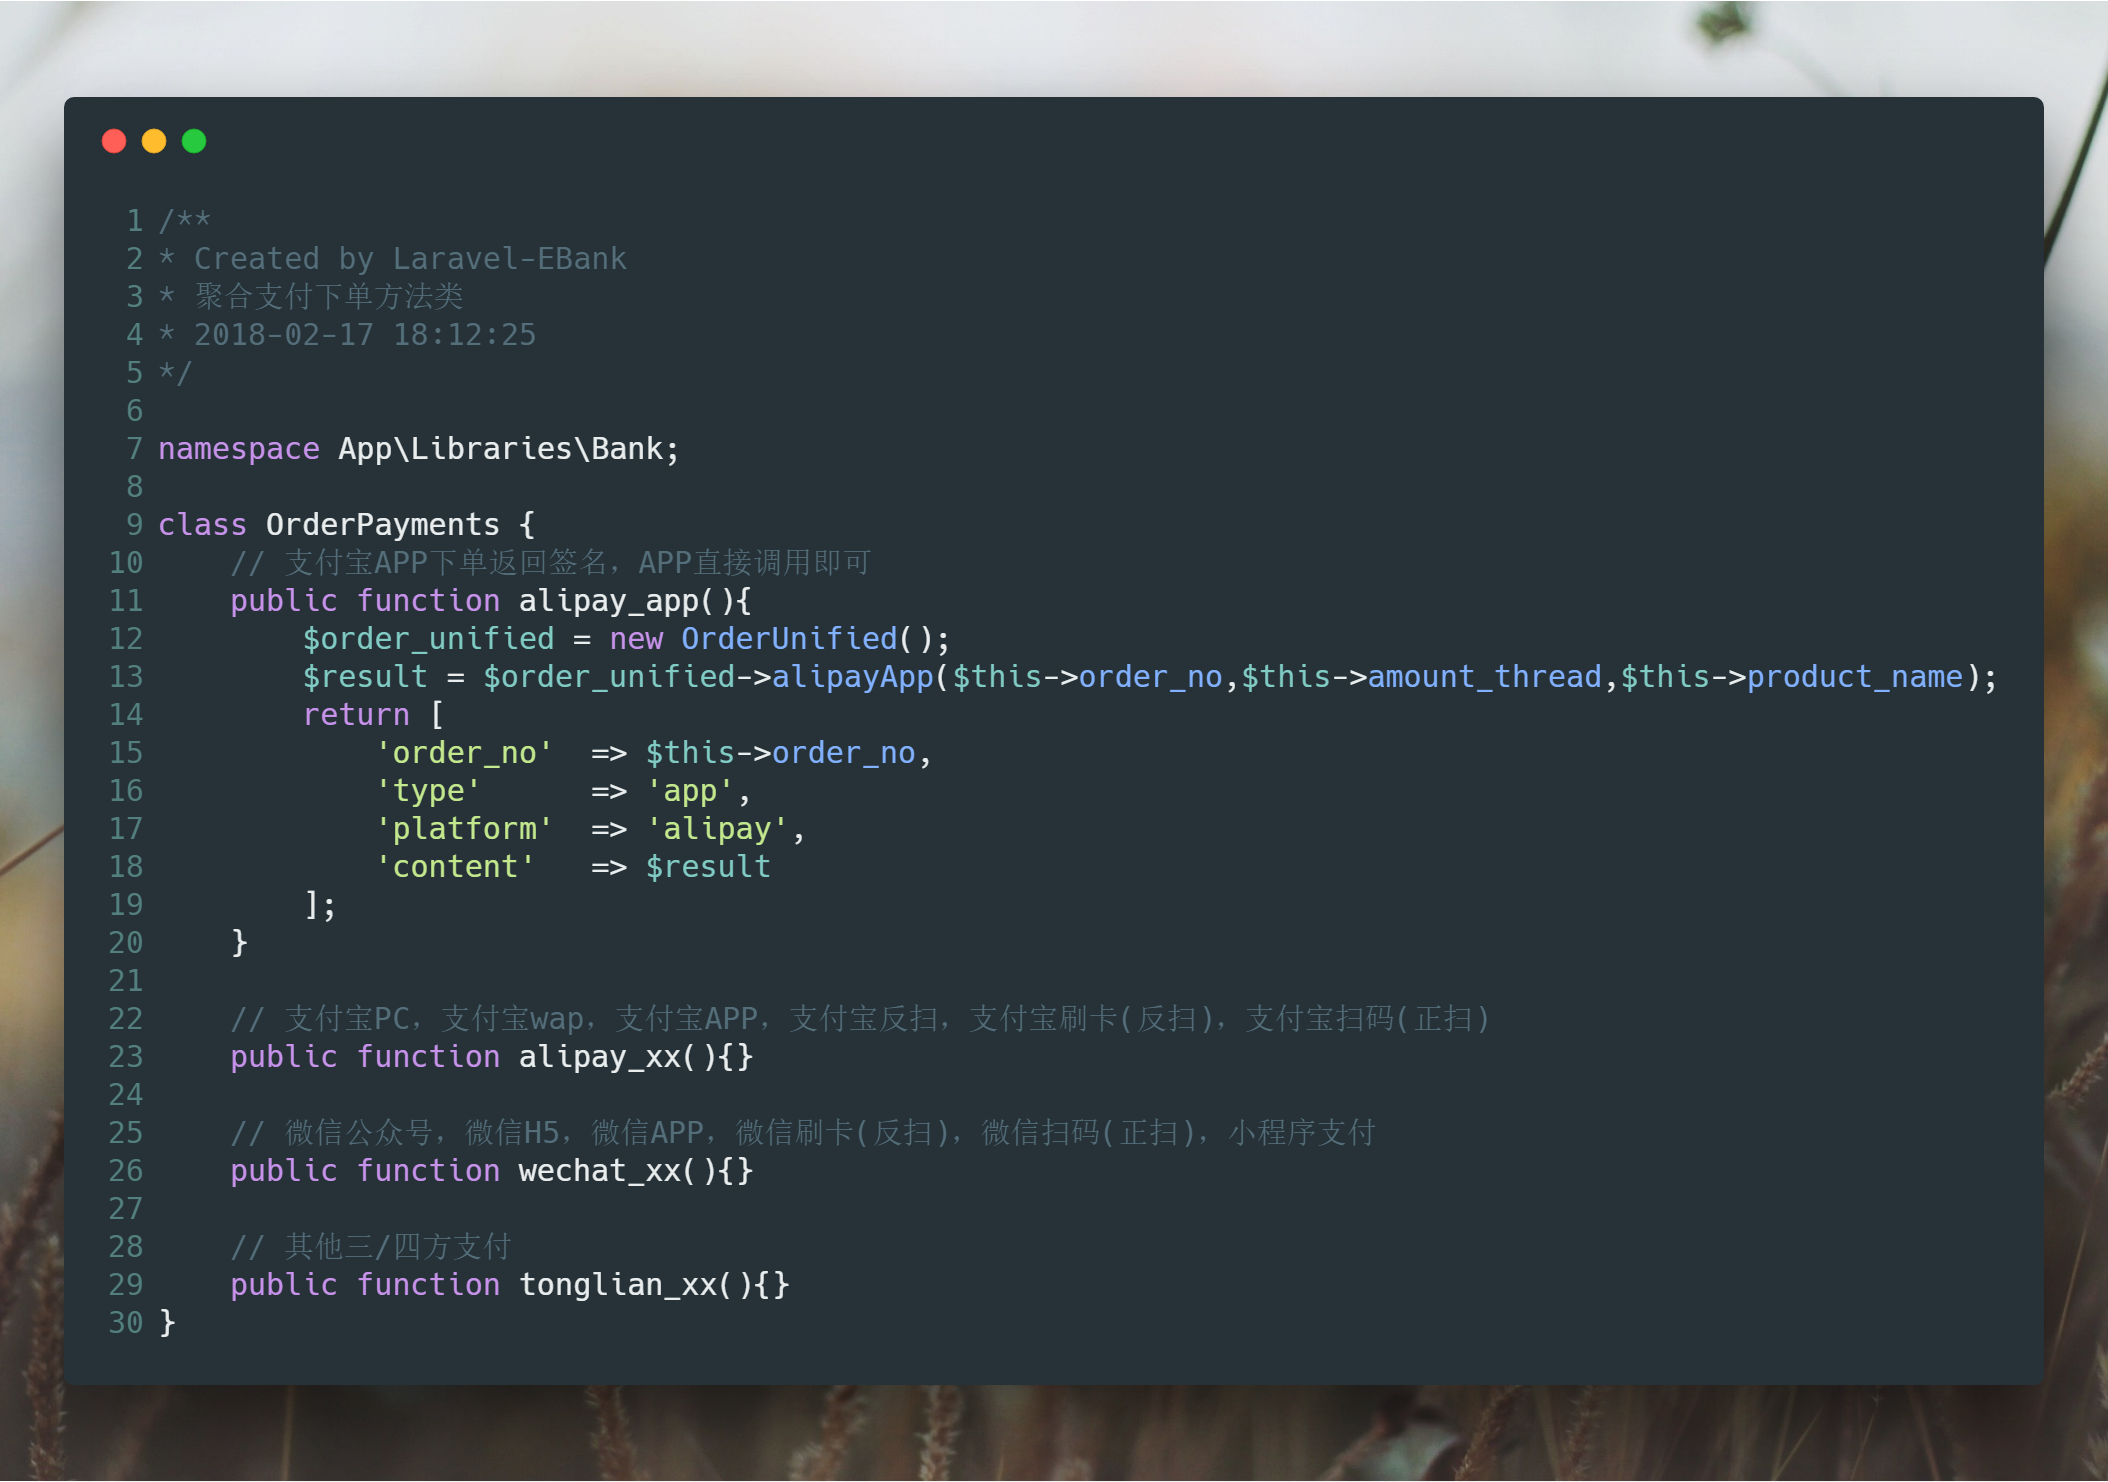 1 /**
2 * Created by Laravel-EBank
3 * 聚合支付下单方法类
4 * 2018-02-17 18:12:25
5 */
6
7 namespace App\Libraries\Bank;
8
9 class OrderPayments {
10     // 支付宝APP下单返回签名，APP直接调用即可
11     public function alipay_app(){
12         $order_unified = new OrderUnified();
13         $result = $order_unified->alipayApp($this->order_no,$this->amount_thread,$this->product_name);
14         return [
15             'order_no'  => $this->order_no,
16             'type'      => 'app',
17             'platform'  => 'alipay',
18             'content'   => $result
19         ];
20     }
21
22     // 支付宝PC，支付宝wap，支付宝APP，支付宝反扫，支付宝刷卡(反扫)，支付宝扫码(正扫)
23     public function alipay_xx(){}
24
25     // 微信公众号，微信H5，微信APP，微信刷卡(反扫)，微信扫码(正扫)，小程序支付
26     public function wechat_xx(){}
27
28     // 其他三/四方支付
29     public function tonglian_xx(){}
30 }